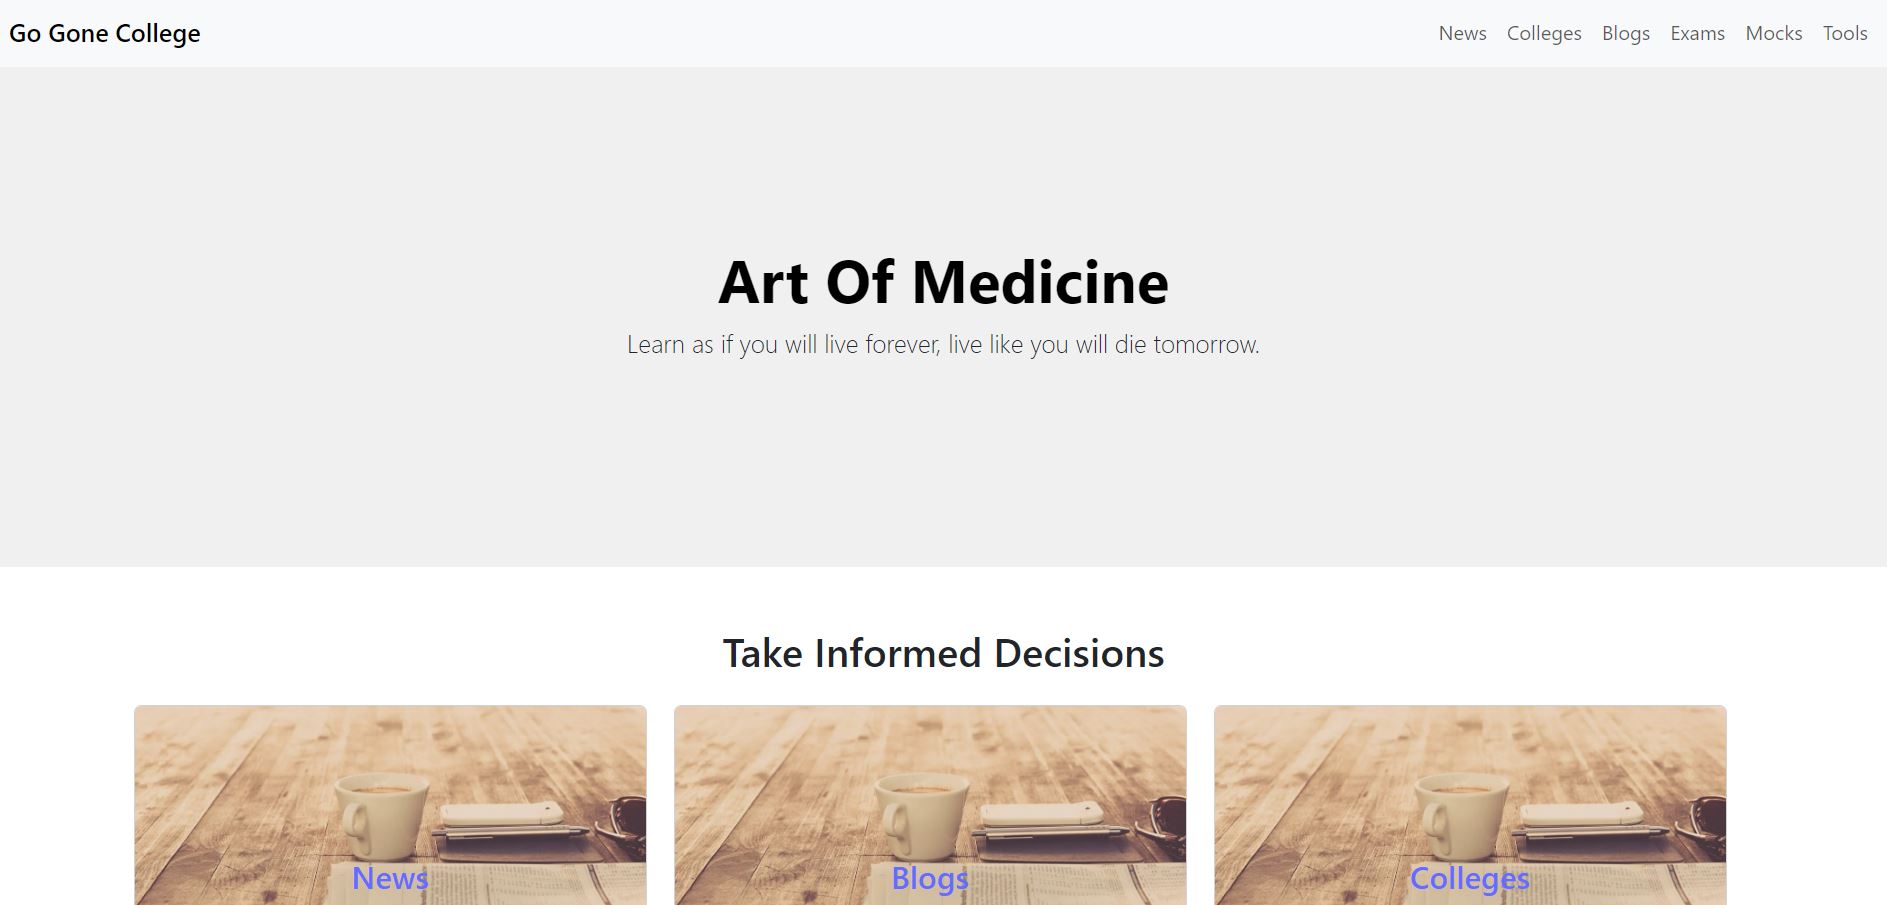 Go Gone College
News Colleges Blogs Exams Mocks Tools
Art Of Medicine
Learn as if you will live forever, live like you will die tomorrow.
Take Informed Decisions
News
Blogs
Colleges